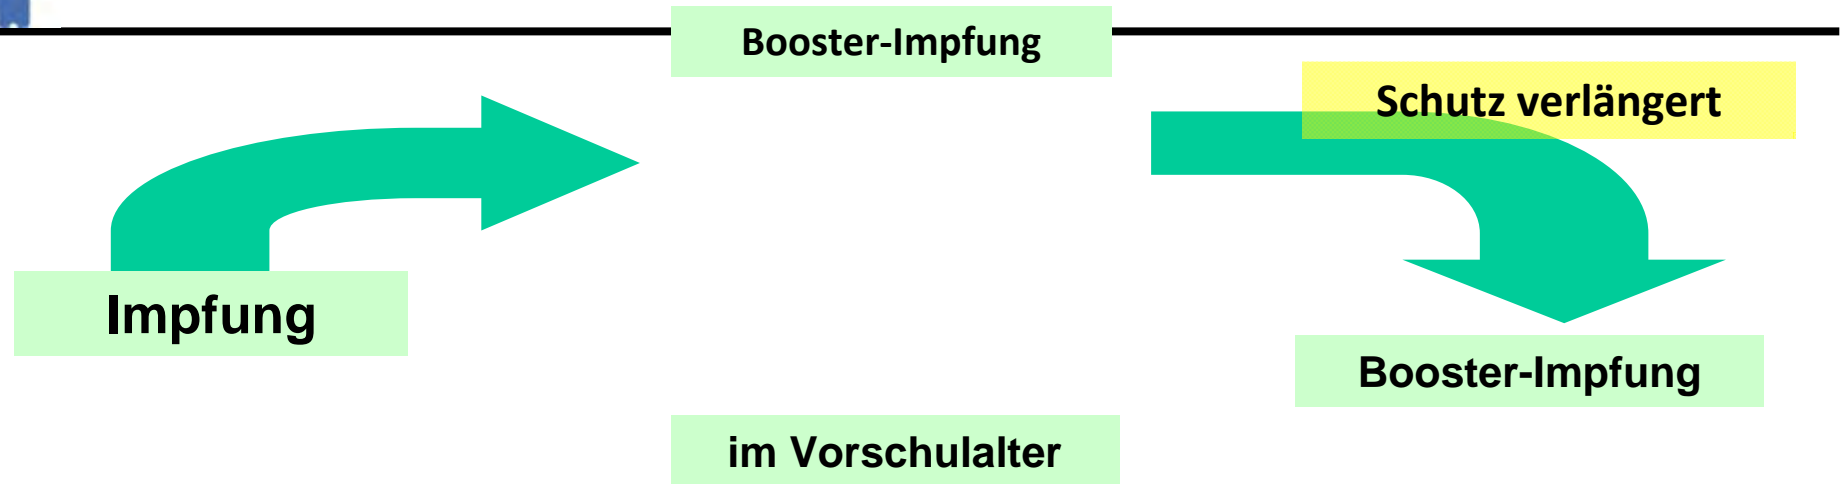 Booster-Impfung
Schutz verlängert
Impfung
Booster-Impfung
im Vorschulalter